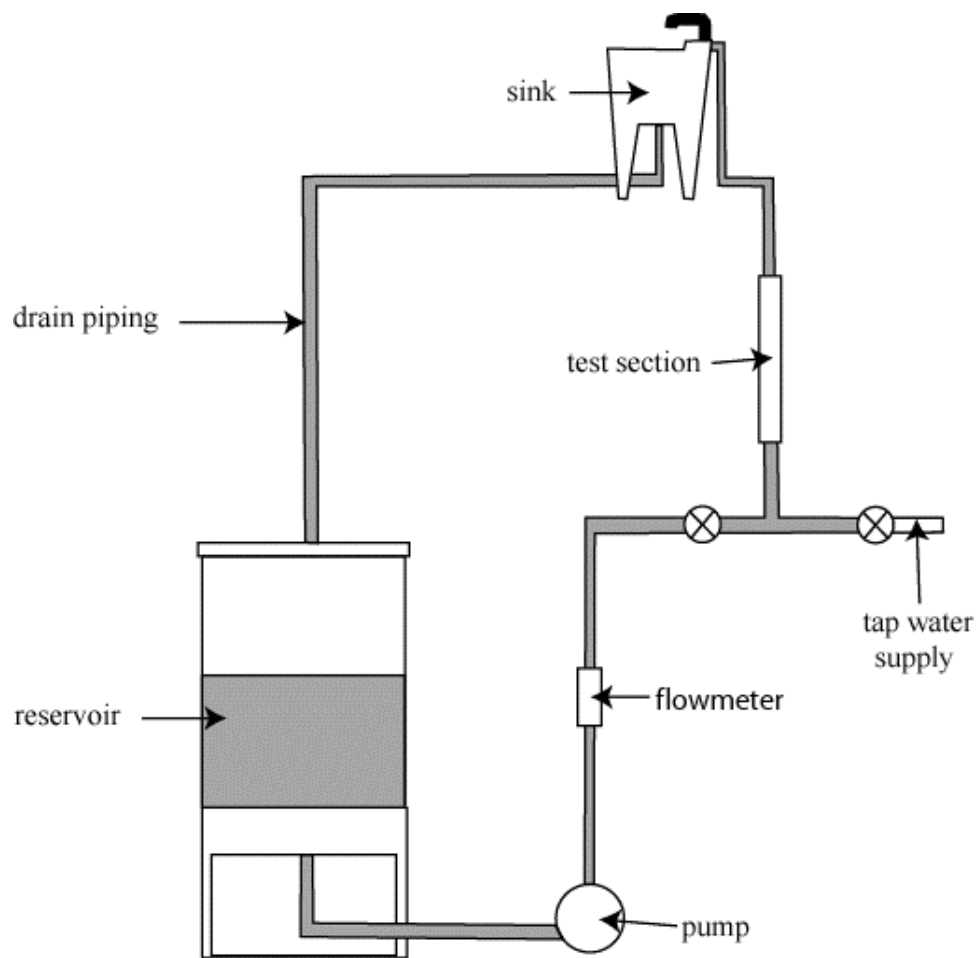 sink
drain piping
test section
tap water
supply
reservoir
flowmeter
pump